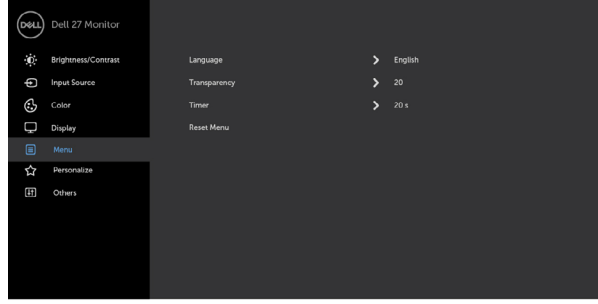 DELL Dell 27 Monitor
Brightness/Contrast
Input Source
Color
Display
Menu
Personalize
Others
Language English
Transparency 20
Timer 20 s
Reset Menu